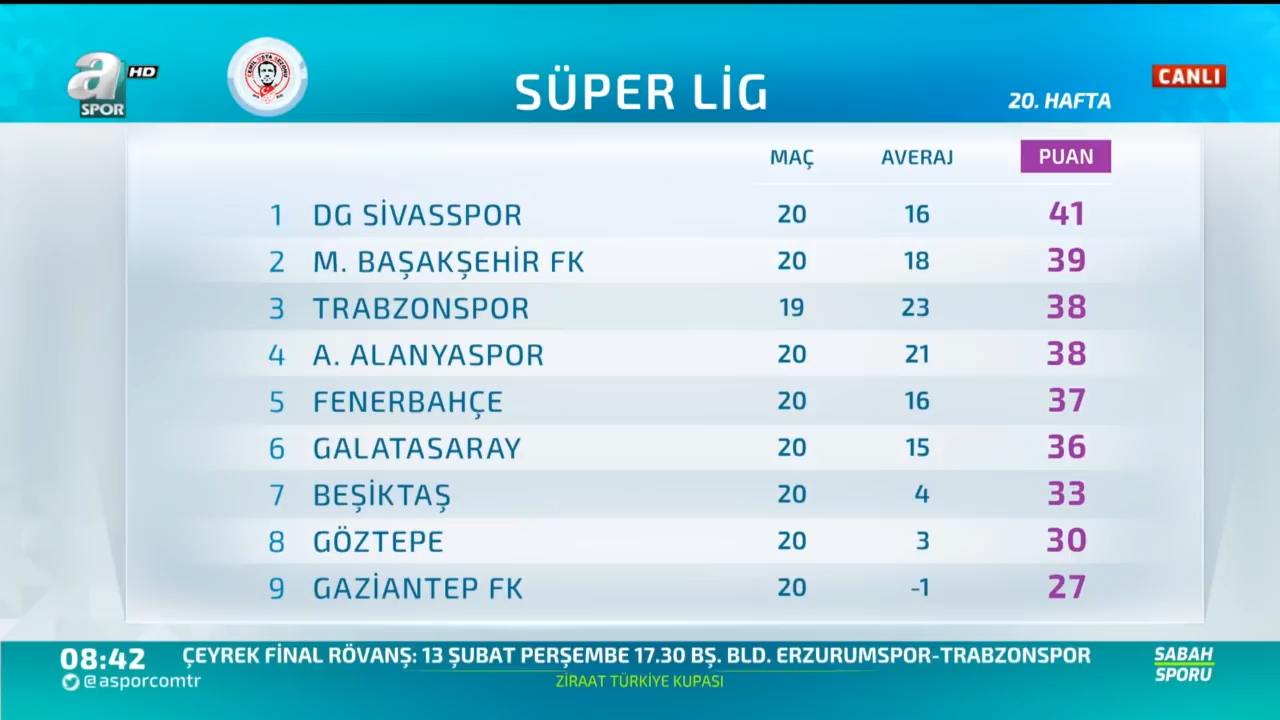 a HD
SPOR
SÜPER LİG
20. HAFTA
CANLI
MAÇ AVERAJ PUAN
1 DG SİVASSPOR 20 16 41
2 M. BAŞAKŞEHİR FK 20 18 39
3 TRABZONSPOR 19 23 38
4 A. ALANYASPOR 20 21 38
5 FENERBAHÇE 20 16 37
6 GALATASARAY 20 15 36
7 BEŞİKTAŞ 20 4 33
8 GÖZTEPE 20 3 30
9 GAZİANTEP FK 20 -1 27
08:42 ÇEYREK FİNAL RÖVANŞ: 13 ŞUBAT PERŞEMBE 17.30 BŞ. BLD. ERZURUMSPOR-TRABZONSPOR
@asporcomtr ZİRAAT TÜRKİYE KUPASI
SABAH
SPORU